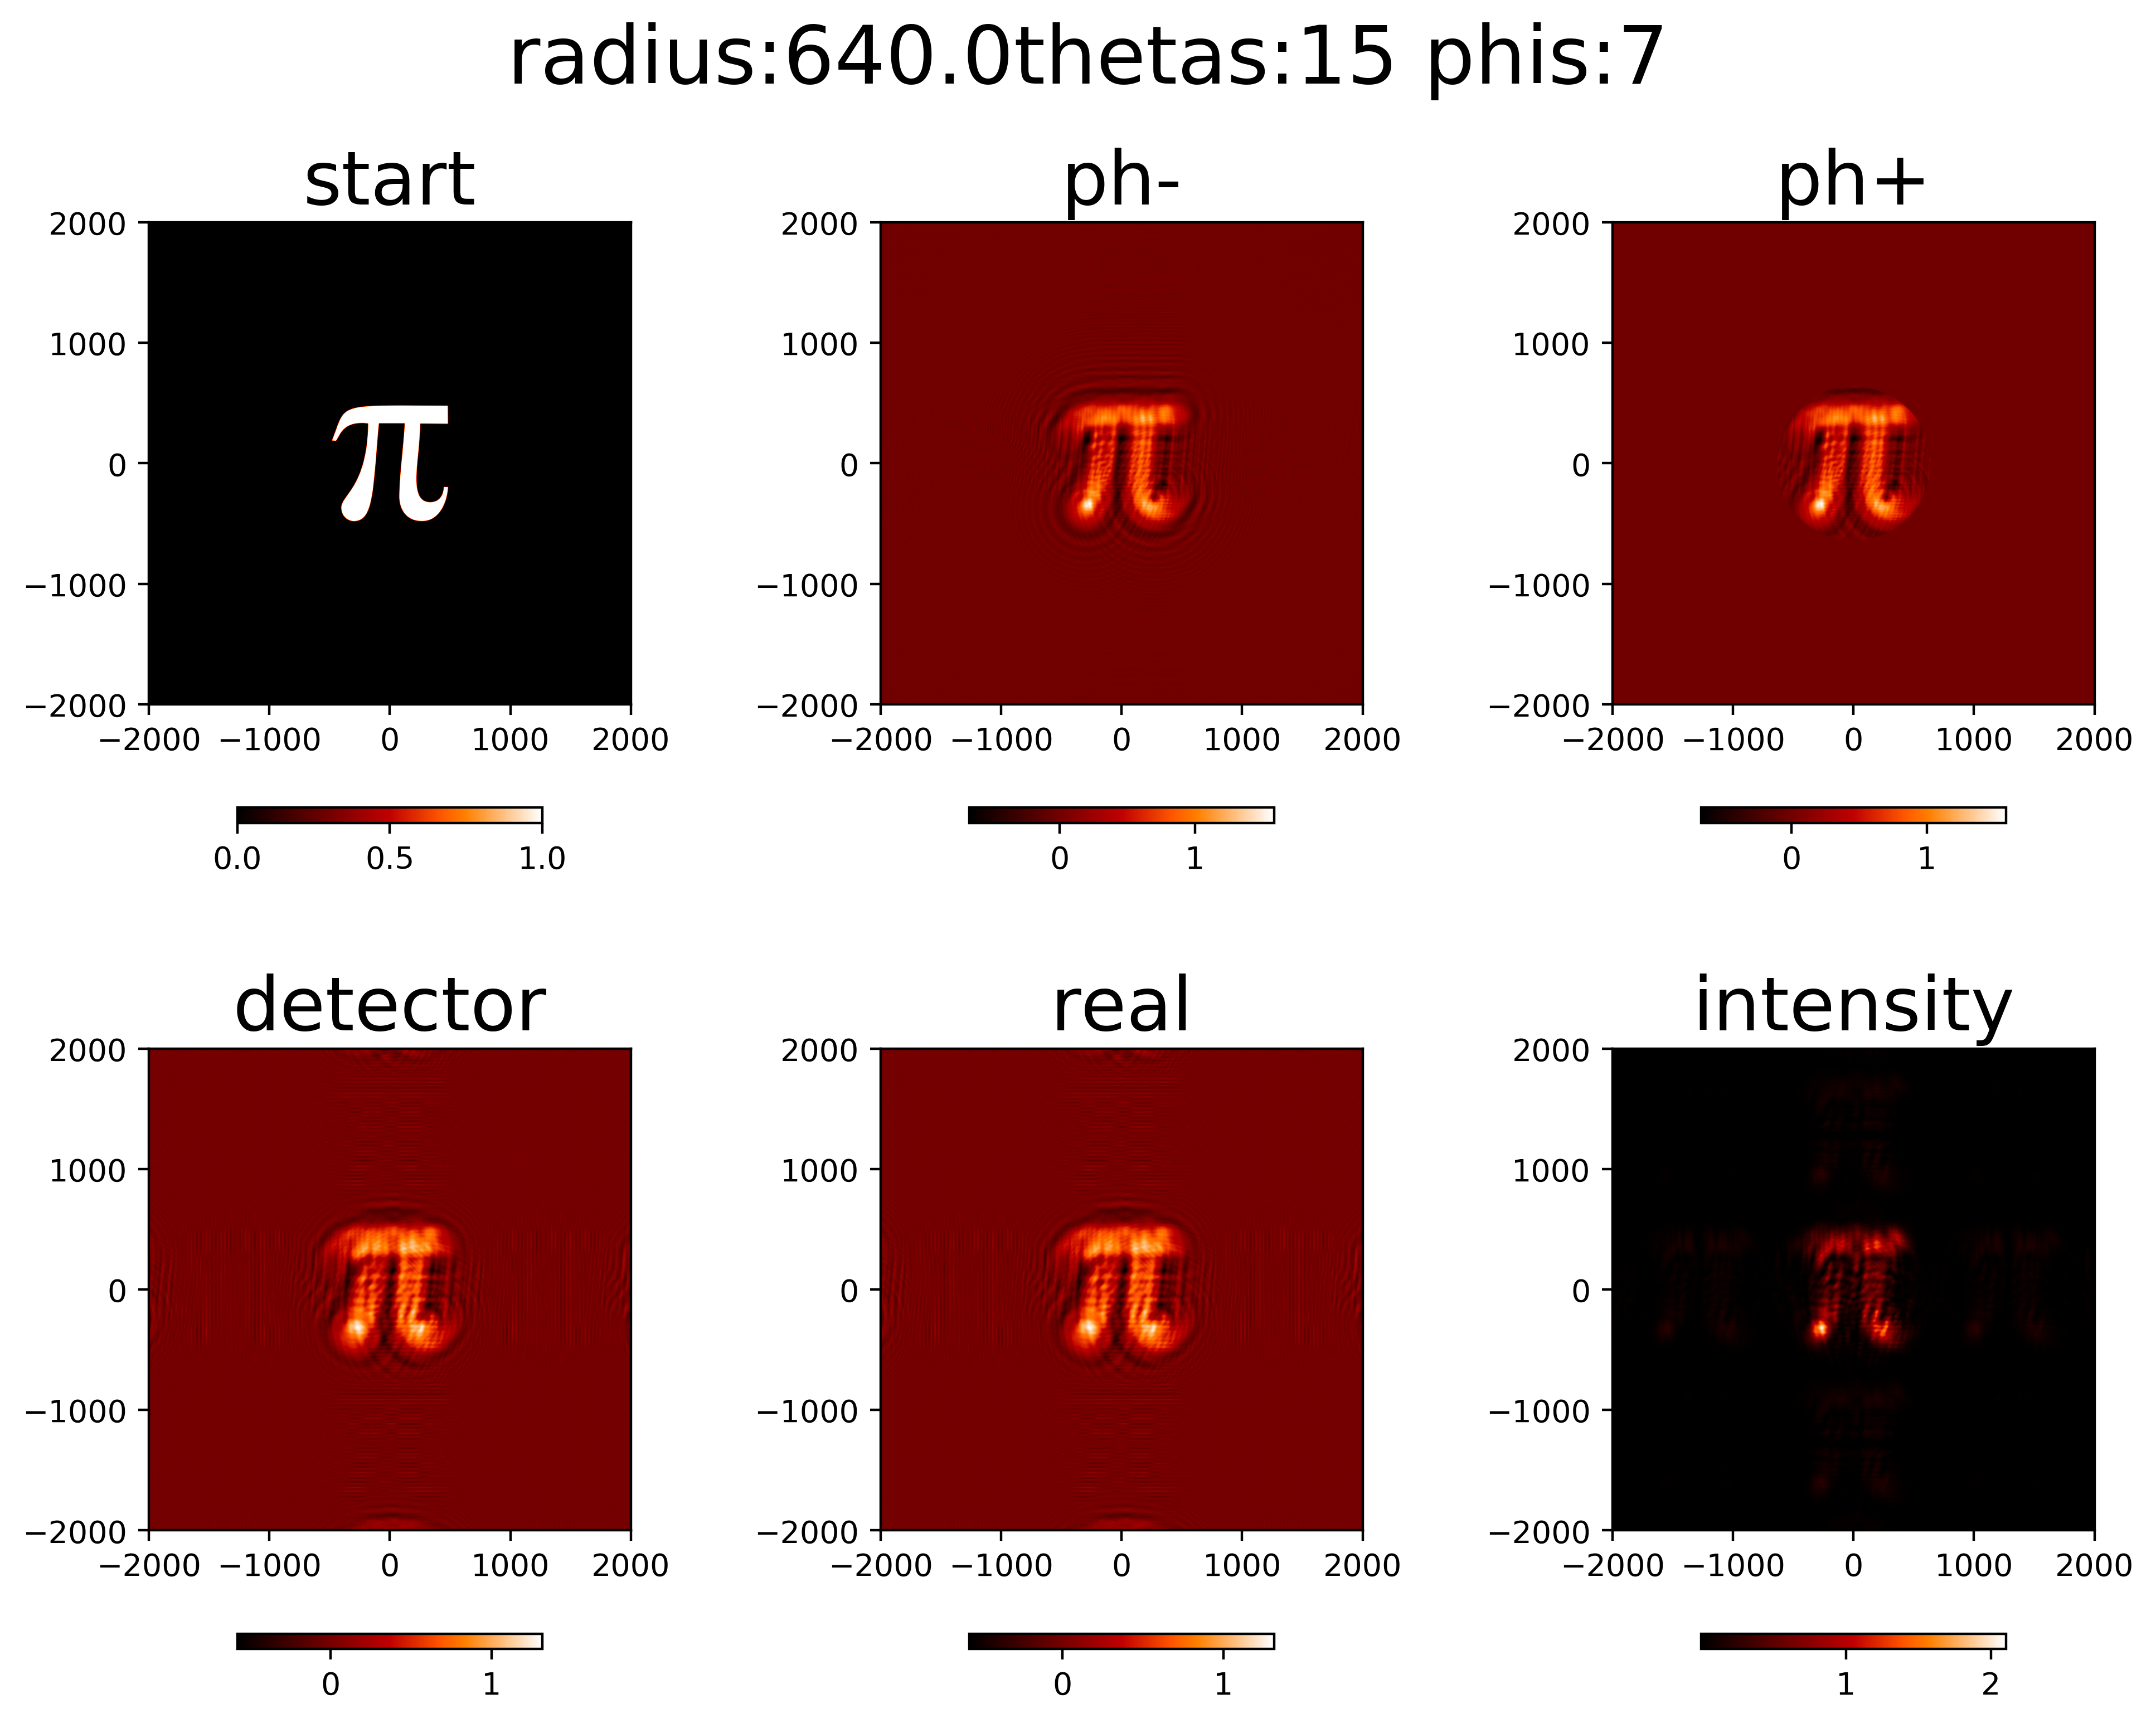 radius:640.0thetas:15 phis:7
start ph- ph+
2000 2000 2000
1000 1000 1000
π
0 0 0
−1000 −1000 −1000
−2000 −2000 −2000
−2000 −1000 0 1000 2000 −2000 −1000 0 1000 2000 −2000 −1000 0 1000 2000
0.0 0.5 1.0 0 1 0 1
detector real intensity
2000 2000 2000
1000 1000 1000
0 0 0
−1000 −1000 −1000
−2000 −2000 −2000
−2000 −1000 0 1000 2000 −2000 −1000 0 1000 2000 −2000 −1000 0 1000 2000
0 1 0 1 1 2